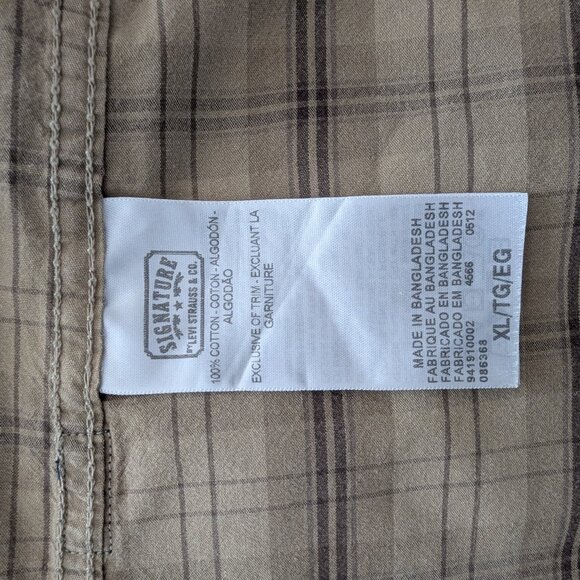 SIGNATURE
BY LEVI STRAUSS & CO.
100% COTTON - COTON - ALGODÓN -
ALGODÃO
EXCLUSIVE OF TRIM - EXCLUANT LA
GARNITURE
MADE IN BANGLADESH
FABRIQUE AU BANGLADESH
FABRICADO EN BANGLADESH
FABRICADO EM BANGLADESH
941910002 4566 0512
086368
XL/TG/EG